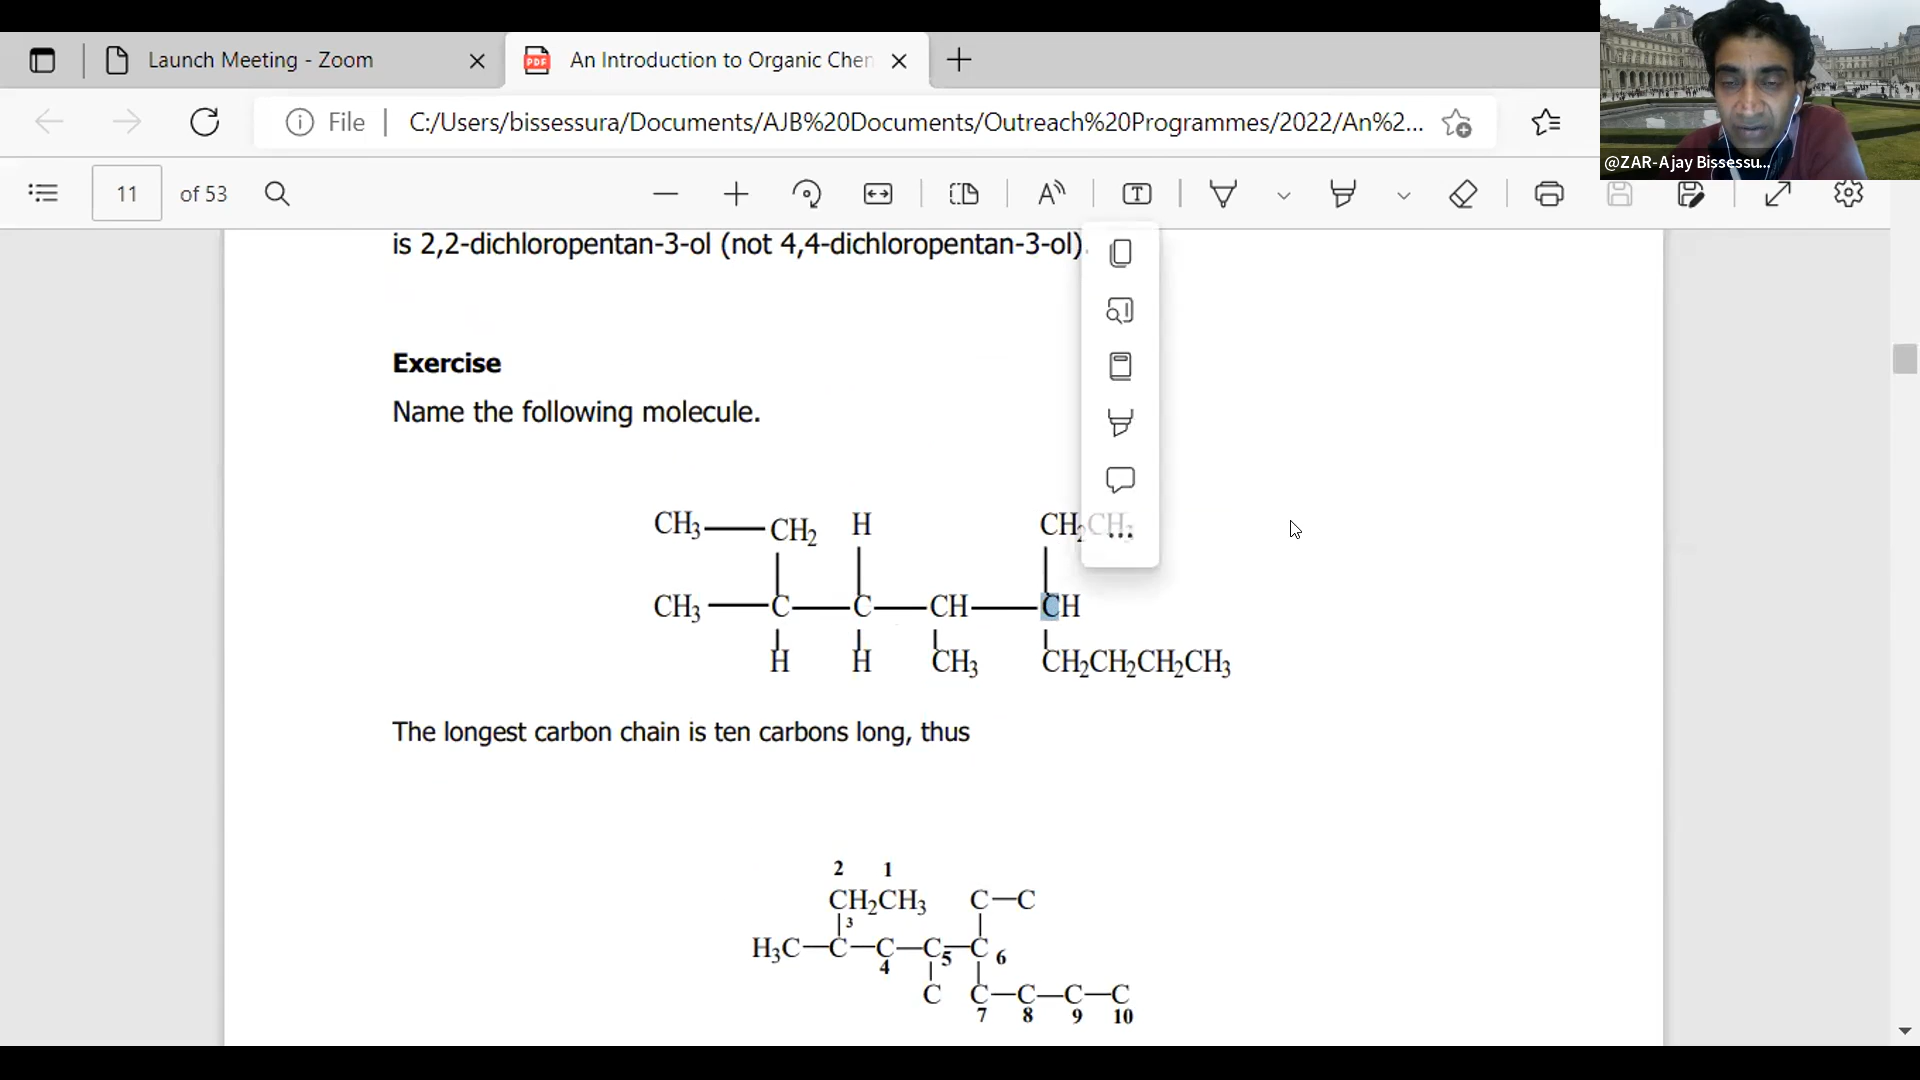 Launch Meeting - Zoom
An Introduction to Organic Chen
File
C:/Users/bissessura/Documents/AJB%20Documents/Outreach%20Programmes/2022/An%2...
@ZAR-Ajay Bissessu...
11 of 53
is 2,2-dichloropentan-3-ol (not 4,4-dichloropentan-3-ol).
Exercise
Name the following molecule.
CH₃ CH₂ H CH₂CH₃
CH₃ C C CH CH
H H CH₃ CH₂CH₂CH₂CH₃
The longest carbon chain is ten carbons long, thus
2 1
CH₂CH₃ C C
3
H₃C C C C C
4 5 6
C C C C C
7 8 9 10